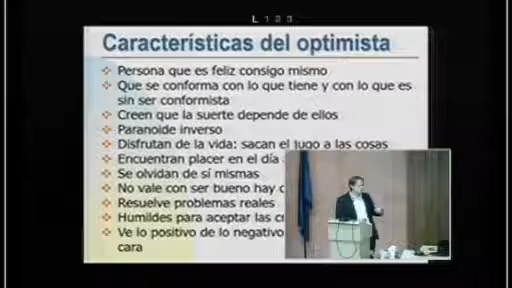 L 1 2 3
Características del optimista
Persona que es feliz consigo mismo
Que se conforma con lo que tiene y con lo que es
sin ser conformista
Creen que la suerte depende de ellos
Paranoide inverso
Disfrutan de la vida: sacan el jugo a las cosas
Encuentran placer en el día
Se olvidan de sí mismas
No vale con ser bueno hay
Resuelve problemas reales
Humildes para aceptar las
Ve lo positivo de lo negativo
cara